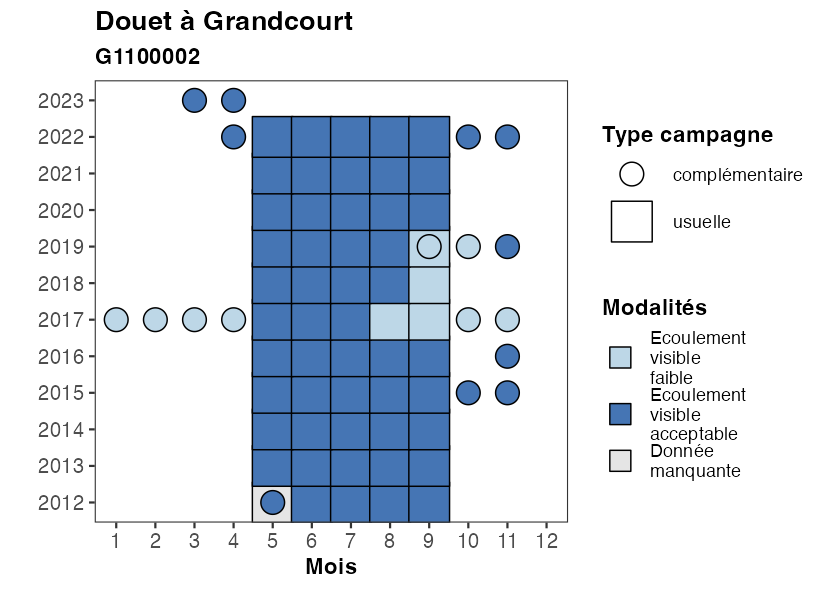 Douet à Grandcourt
G1100002
2023
2022
2021
2020
2019
2018
2017
2016
2015
2014
2013
2012
1 2 3 4 5 6 7 8 9 10 11 12
Mois
Type campagne
complémentaire
usuelle
Modalités
Ecoulement
visible
faible
Ecoulement
visible
acceptable
Donnée
manquante